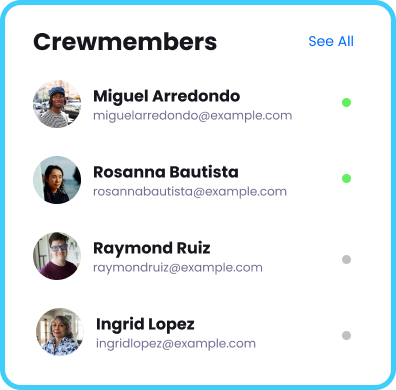 Crewmembers
See All
Miguel Arredondo
miguelarredondo@example.com
Rosanna Bautista
rosannabautista@example.com
Raymond Ruiz
raymondruiz@example.com
Ingrid Lopez
ingridlopez@example.com